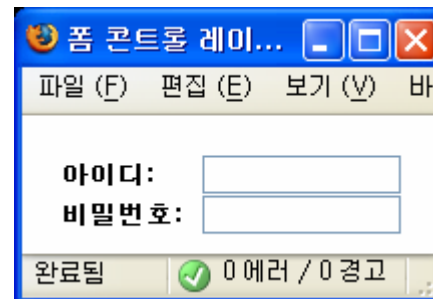 폼 콘트롤 레이...
파일 (F) 편집 (E) 보기 (V) 바
아이디:
비밀번호:
완료됨 0 에러 / 0 경고